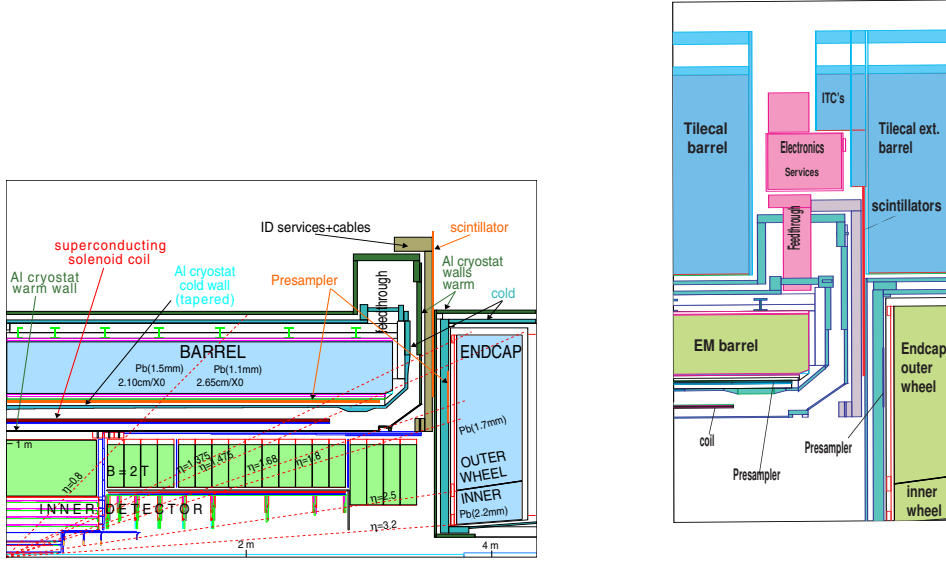 ID services+cables
scintillator
superconducting
solenoid coil
Al cryostat
warm wall
Al cryostat
cold wall
(tapered)
Presampler
Feedthrough
Al cryostat
walls
warm
cold
BARREL
Pb(1.5mm)
Pb(1.1mm)
2.10cm/X0
2.65cm/X0
ENDCAP
Pb(1.7mm)
OUTER
WHEEL
INNER
Pb(2.2mm)
1 m
B = 2 T
η=0.8
η=1.375
η=1.475
η=1.68
η=1.8
η=2.5
η=3.2
INNER DETECTOR
2 m
4 m
ITC's
Tilecal
barrel
Electronics
Services
Tilecal ext.
barrel
scintillators
Feedthrough
EM barrel
Endcap
outer
wheel
coil
Presampler
Presampler
inner
wheel